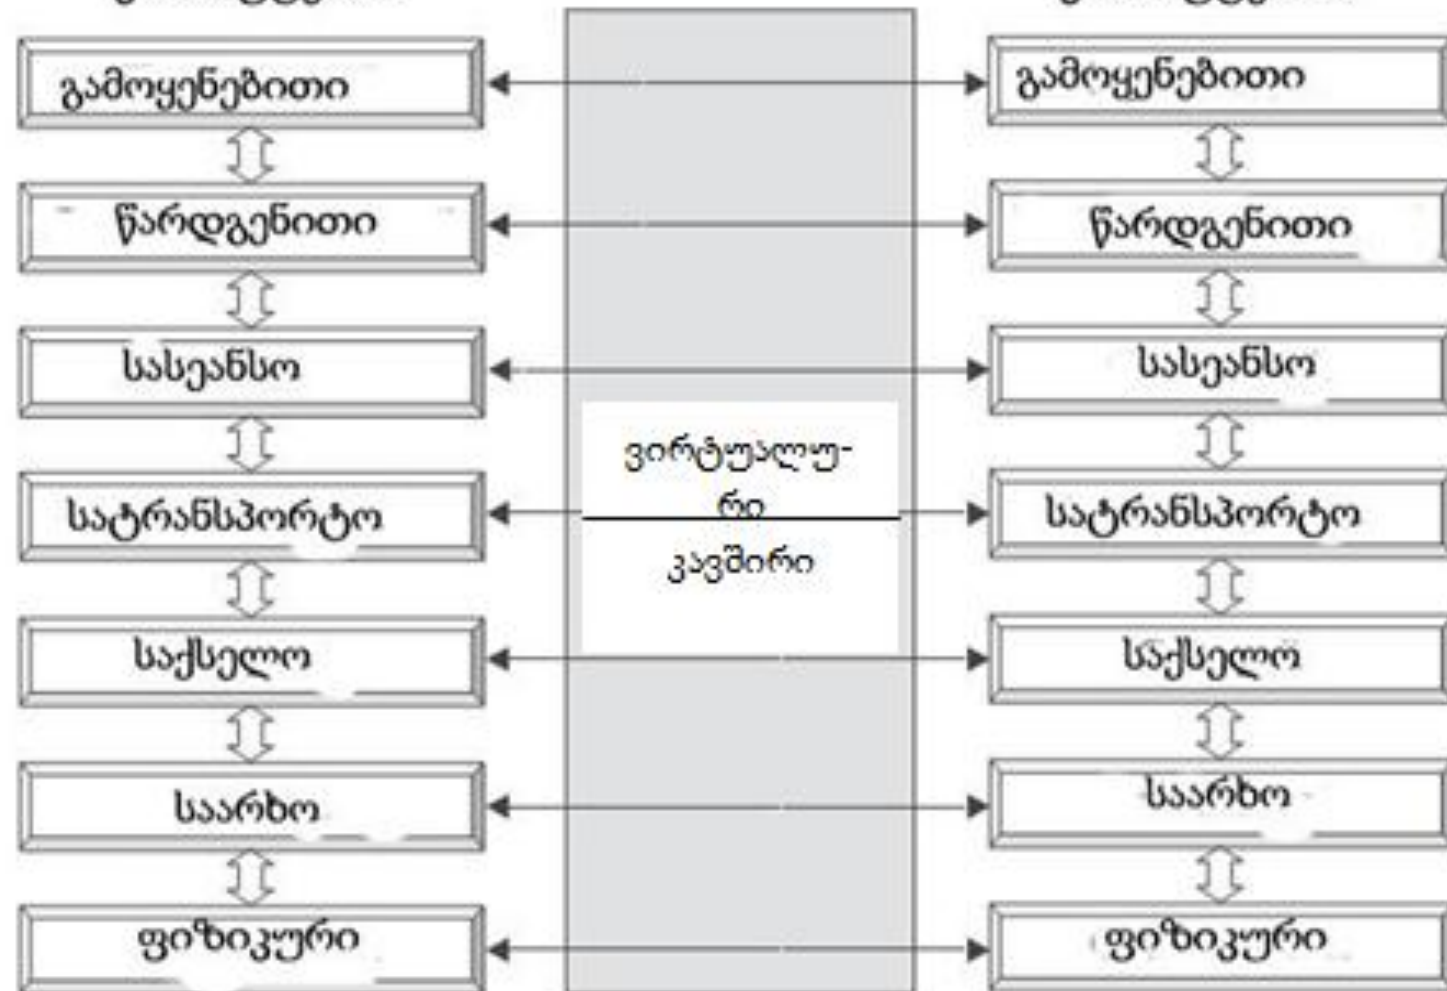 გამოყენებითი
გამოყენებითი
წარდგენითი
წარდგენითი
სასეანსო
სასეანსო
ვირტუალუ-
რი
კავშირი
სატრანსპორტო
სატრანსპორტო
საქსელო
საქსელო
საარხო
საარხო
ფიზიკური
ფიზიკური